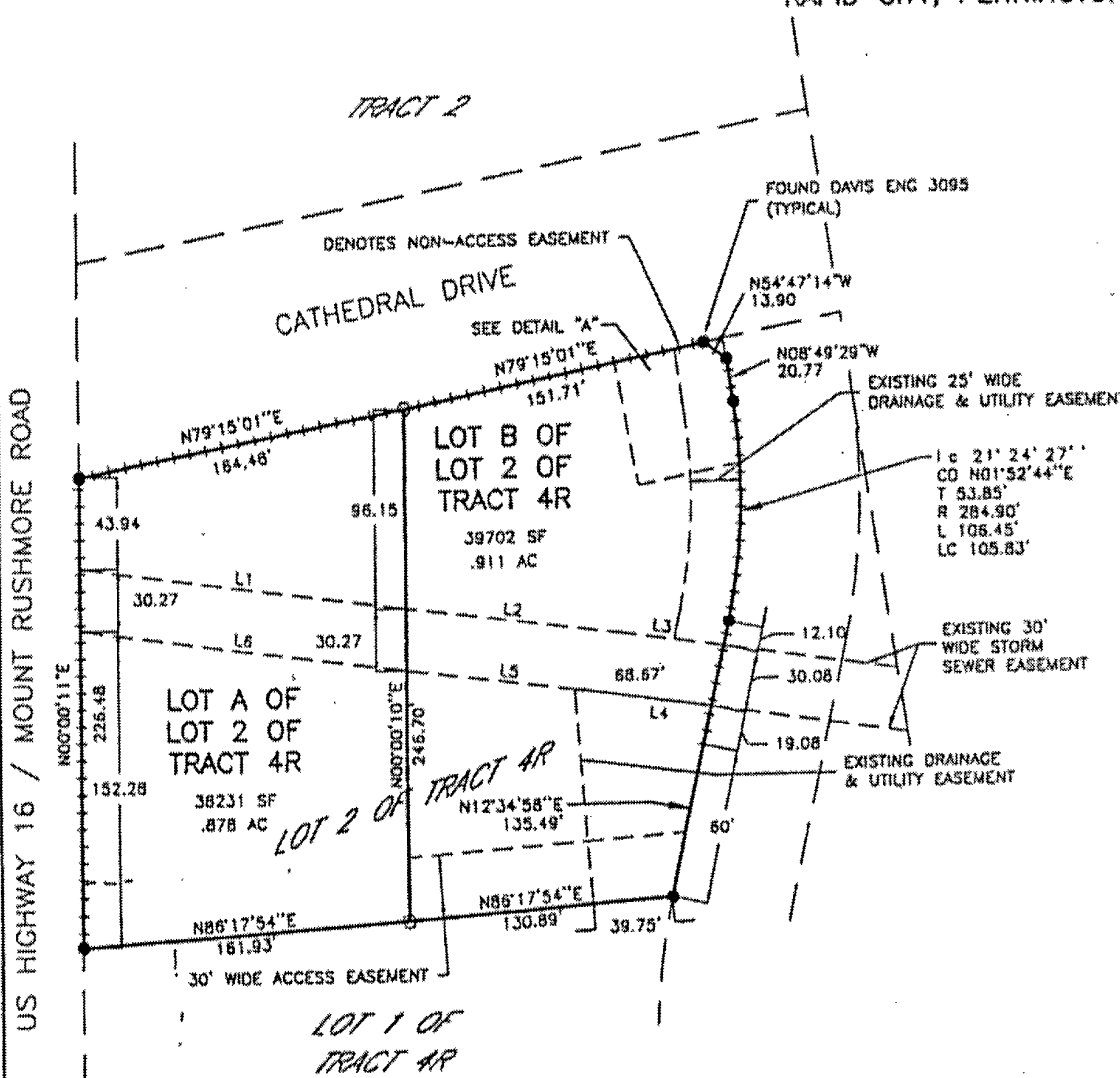 TRACT 2
FOUND DAVIS ENG 3095
(TYPICAL)
DENOTES NON-ACCESS EASEMENT
N54°47'14"W
13.90
CATHEDRAL DRIVE
SEE DETAIL "A"
N79°15'01"E
151.71'
N08°49'29"W
20.77
EXISTING 25' WIDE
DRAINAGE & UTILITY EASEMENT
N79°15'01"E
164.46'
LOT B OF
LOT 2 OF
TRACT 4R
39702 SF
.911 AC
CD N01°52'44"E
T 53.85'
R 284.90'
L 106.45'
LC 105.83'
43.94
96.15
30.27
L1
L2
L3
L6
30.27
L5
68.67'
L4
12.10
30.08
19.08
EXISTING 30'
WIDE STORM
SEWER EASEMENT
US HIGHWAY 16 / MOUNT RUSHMORE ROAD
N00°00'11"E
226.48
152.28
LOT A OF
LOT 2 OF
TRACT 4R
38231 SF
.878 AC
N00°00'10"E
246.70'
LOT 2 OF TRACT 4R
N12°34'58"E
135.49'
60'
EXISTING DRAINAGE
& UTILITY EASEMENT
N86°17'54"E
161.93'
N86°17'54"E
130.89'
39.75'
30' WIDE ACCESS EASEMENT
LOT 1 OF
TRACT 4R